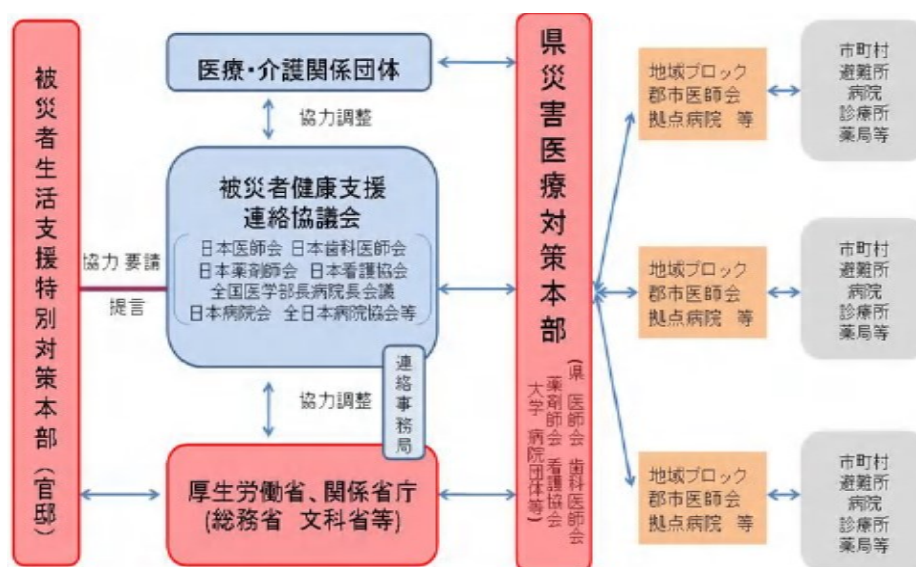 被災者生活支援特別対策本部(官邸)
協力 要請
提言
医療・介護関係団体
協力調整
被災者健康支援
連絡協議会
日本医師会 日本歯科医師会
日本薬剤師会 日本看護協会
全国医学部長病院長会議
日本病院会 全日本病院協会等
連絡事務局
協力調整
厚生労働省、関係省庁
(総務省 文科省等)
県災害医療対策本部
(県 医師会 歯科医師会
薬剤師会 看護協会
大学 病院団体等)
地域ブロック
郡市医師会
拠点病院 等
市町村
避難所
病院
診療所
薬局等
地域ブロック
郡市医師会
拠点病院 等
市町村
避難所
病院
診療所
薬局等
地域ブロック
郡市医師会
拠点病院 等
市町村
避難所
病院
診療所
薬局等